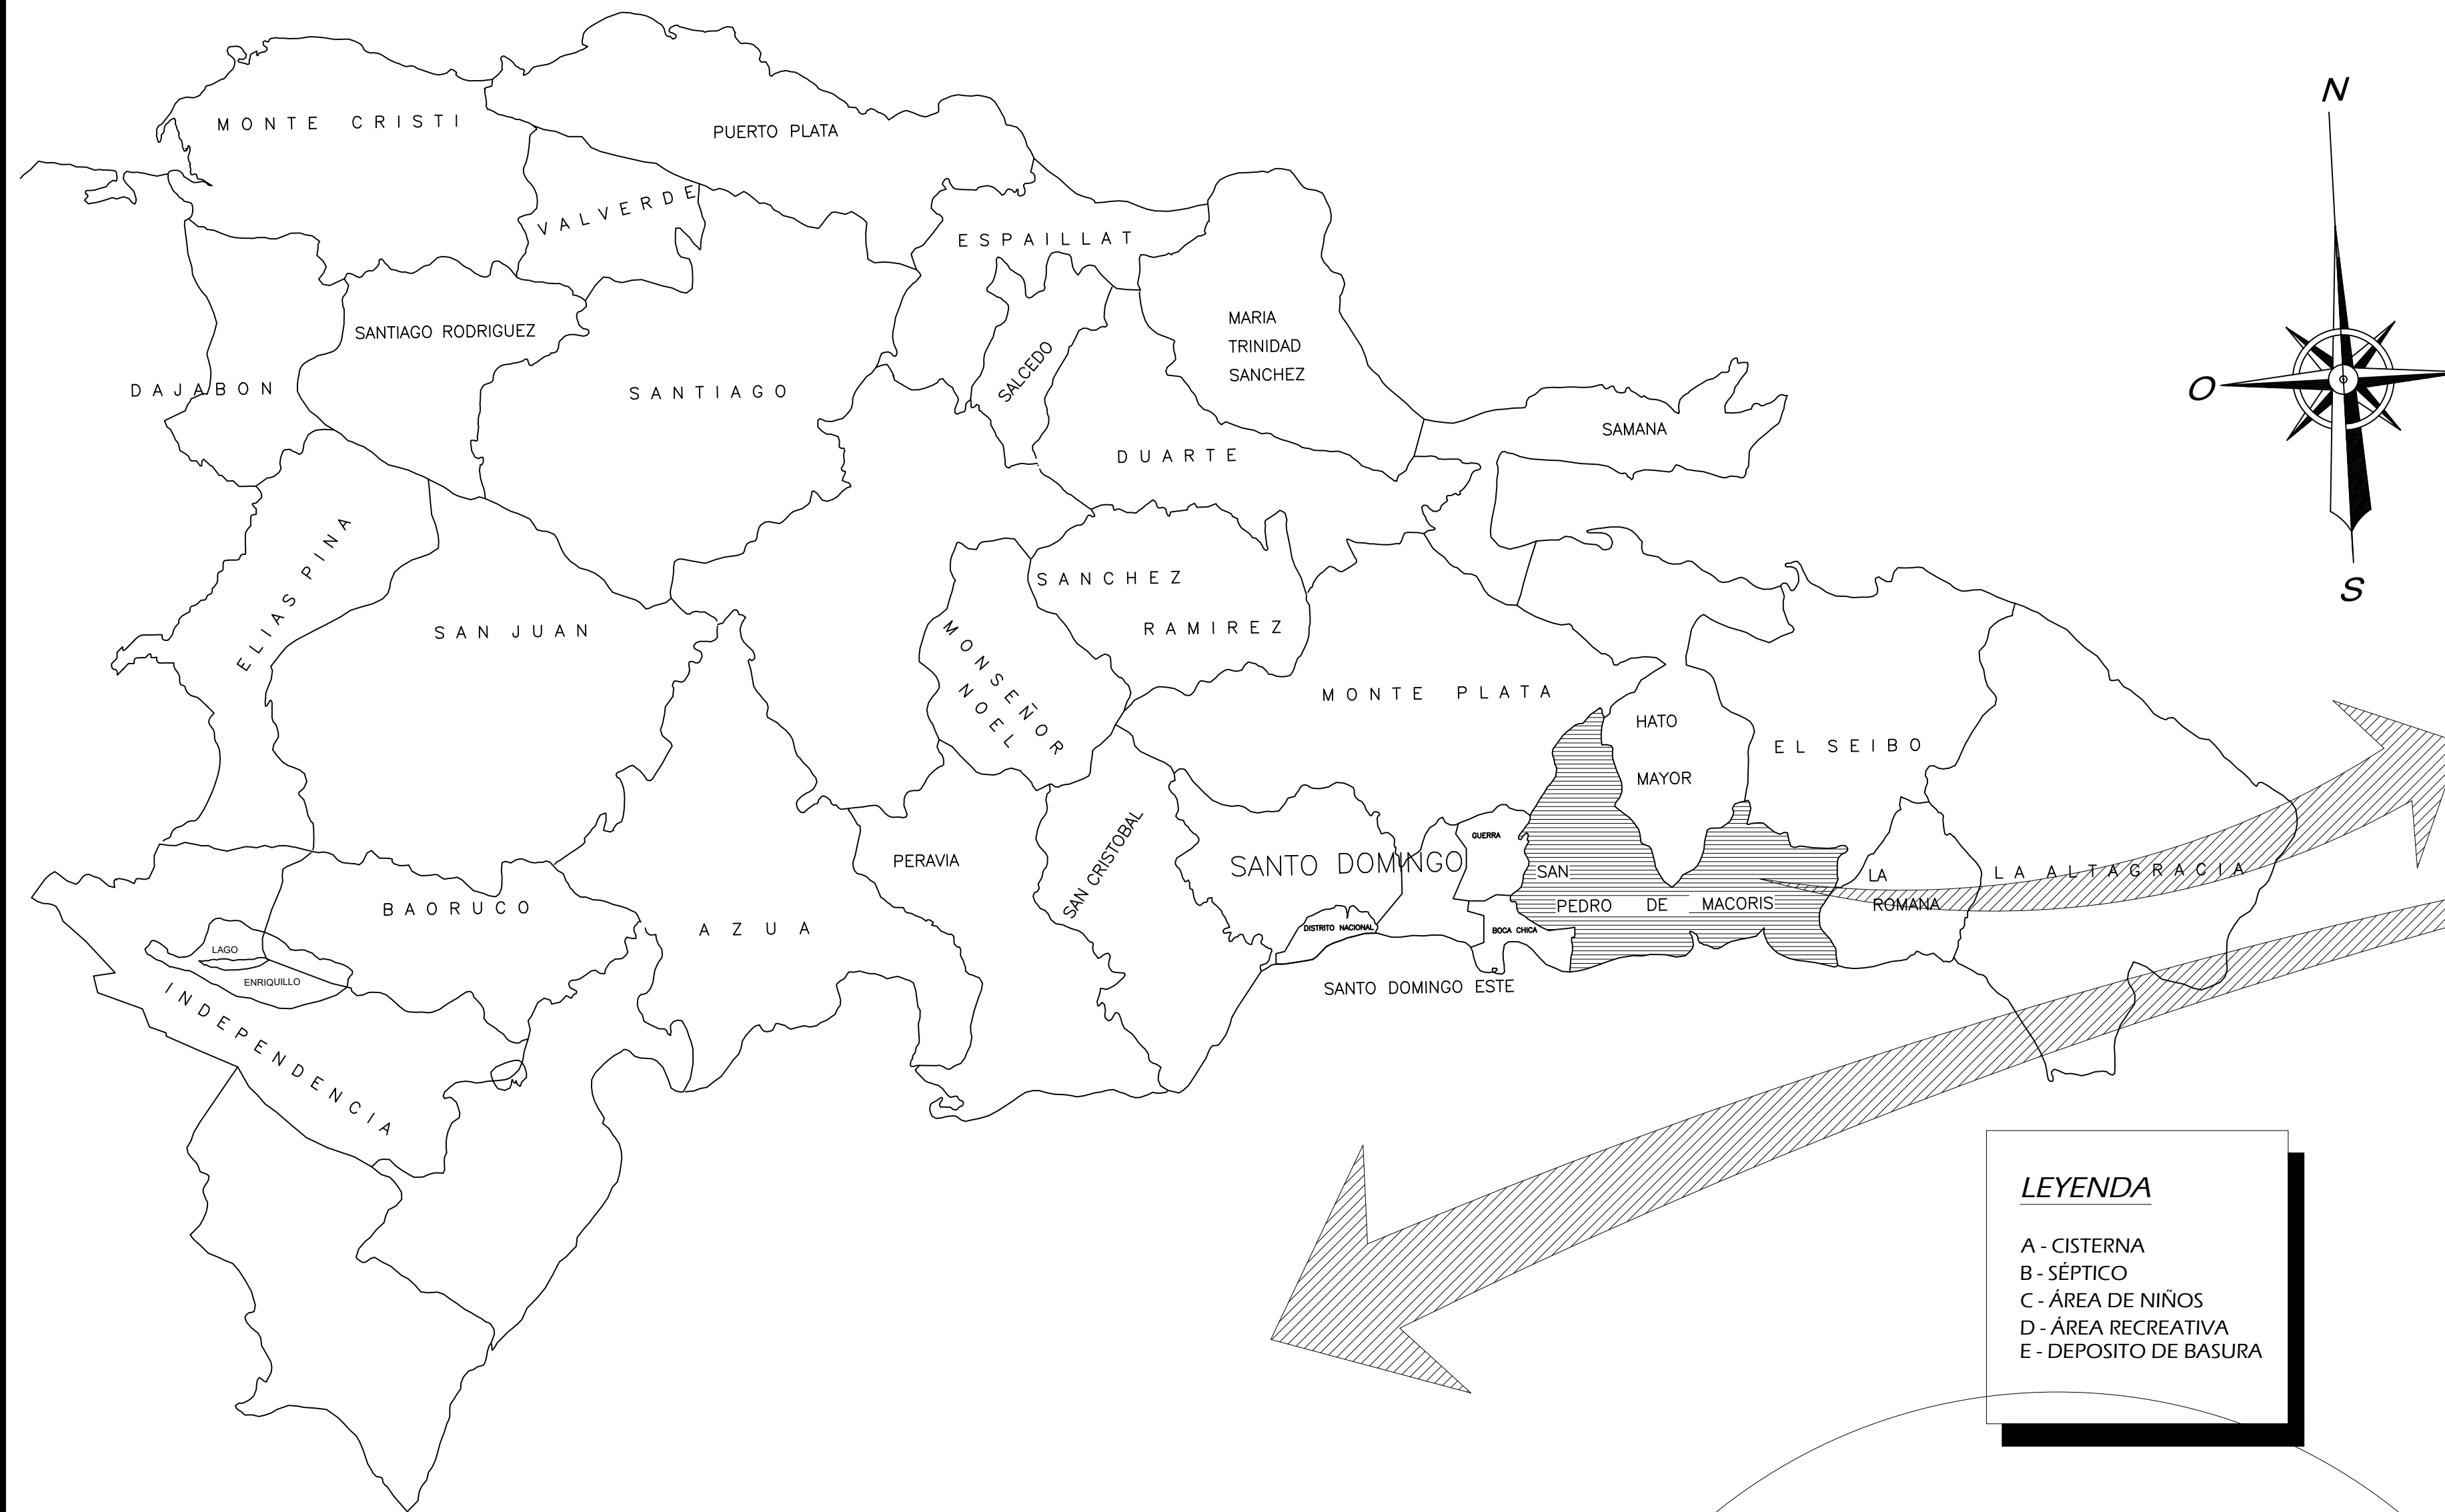 MONTE CRISTI
PUERTO PLATA
VALVERDE
ESPAILLAT
SANTIAGO RODRIGUEZ
DAJABON
SANTIAGO
SALCEDO
MARIA
TRINIDAD
SANCHEZ
DUARTE
SAMANA
ELIAS PINA
SAN JUAN
SANCHEZ
RAMIREZ
MONSEÑOR
NOEL
MONTE PLATA
HATO
MAYOR
EL SEIBO
GUERRA
SANTO DOMINGO
PERAVIA
SAN CRISTOBAL
SAN
PEDRO DE MACORIS
LA
ROMANA
LA ALTAGRACIA
BAORUCO
AZUA
DISTRITO NACIONAL
BOCA CHICA
SANTO DOMINGO ESTE
LAGO
ENRIQUILLO
INDEPENDENCIA
N
O
S
LEYENDA
A - CISTERNA
B - SÉPTICO
C - ÁREA DE NIÑOS
D - ÁREA RECREATIVA
E - DEPOSITO DE BASURA